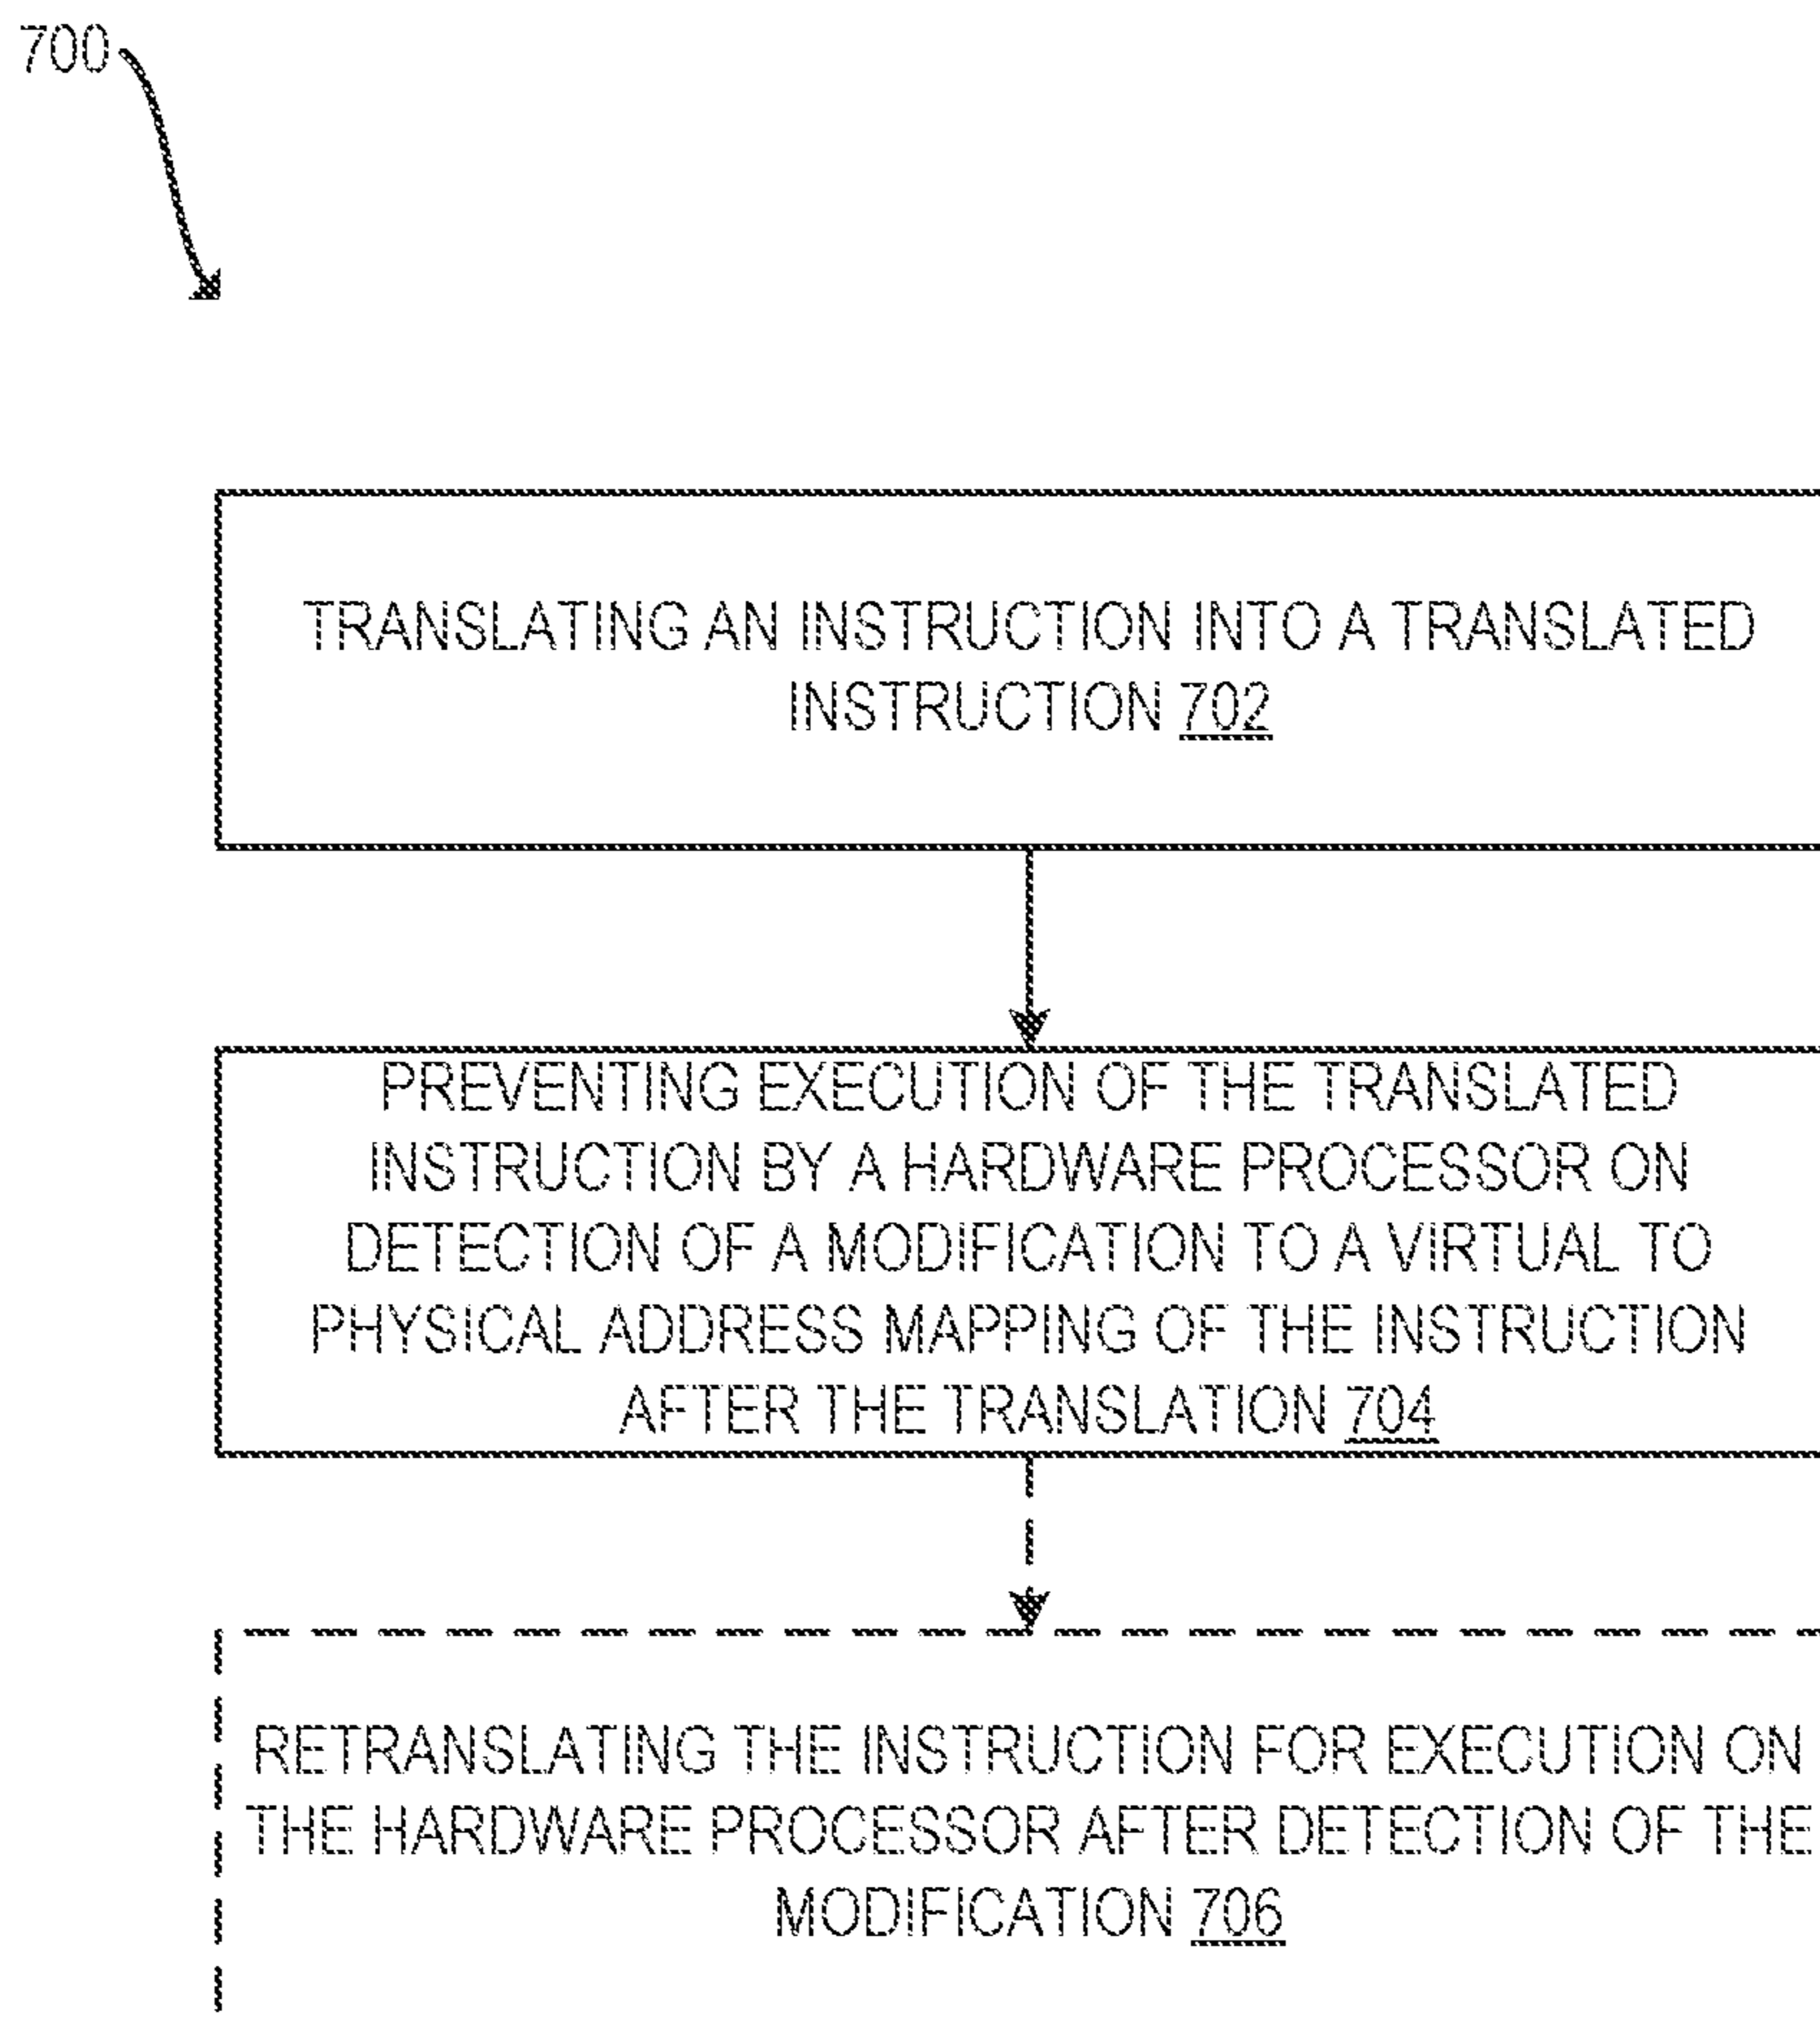 700
TRANSLATING AN INSTRUCTION INTO A TRANSLATED
INSTRUCTION 702
PREVENTING EXECUTION OF THE TRANSLATED
INSTRUCTION BY A HARDWARE PROCESSOR ON
DETECTION OF A MODIFICATION TO A VIRTUAL TO
PHYSICAL ADDRESS MAPPING OF THE INSTRUCTION
AFTER THE TRANSLATION 704
RETRANSLATING THE INSTRUCTION FOR EXECUTION ON
THE HARDWARE PROCESSOR AFTER DETECTION OF THE
MODIFICATION 706